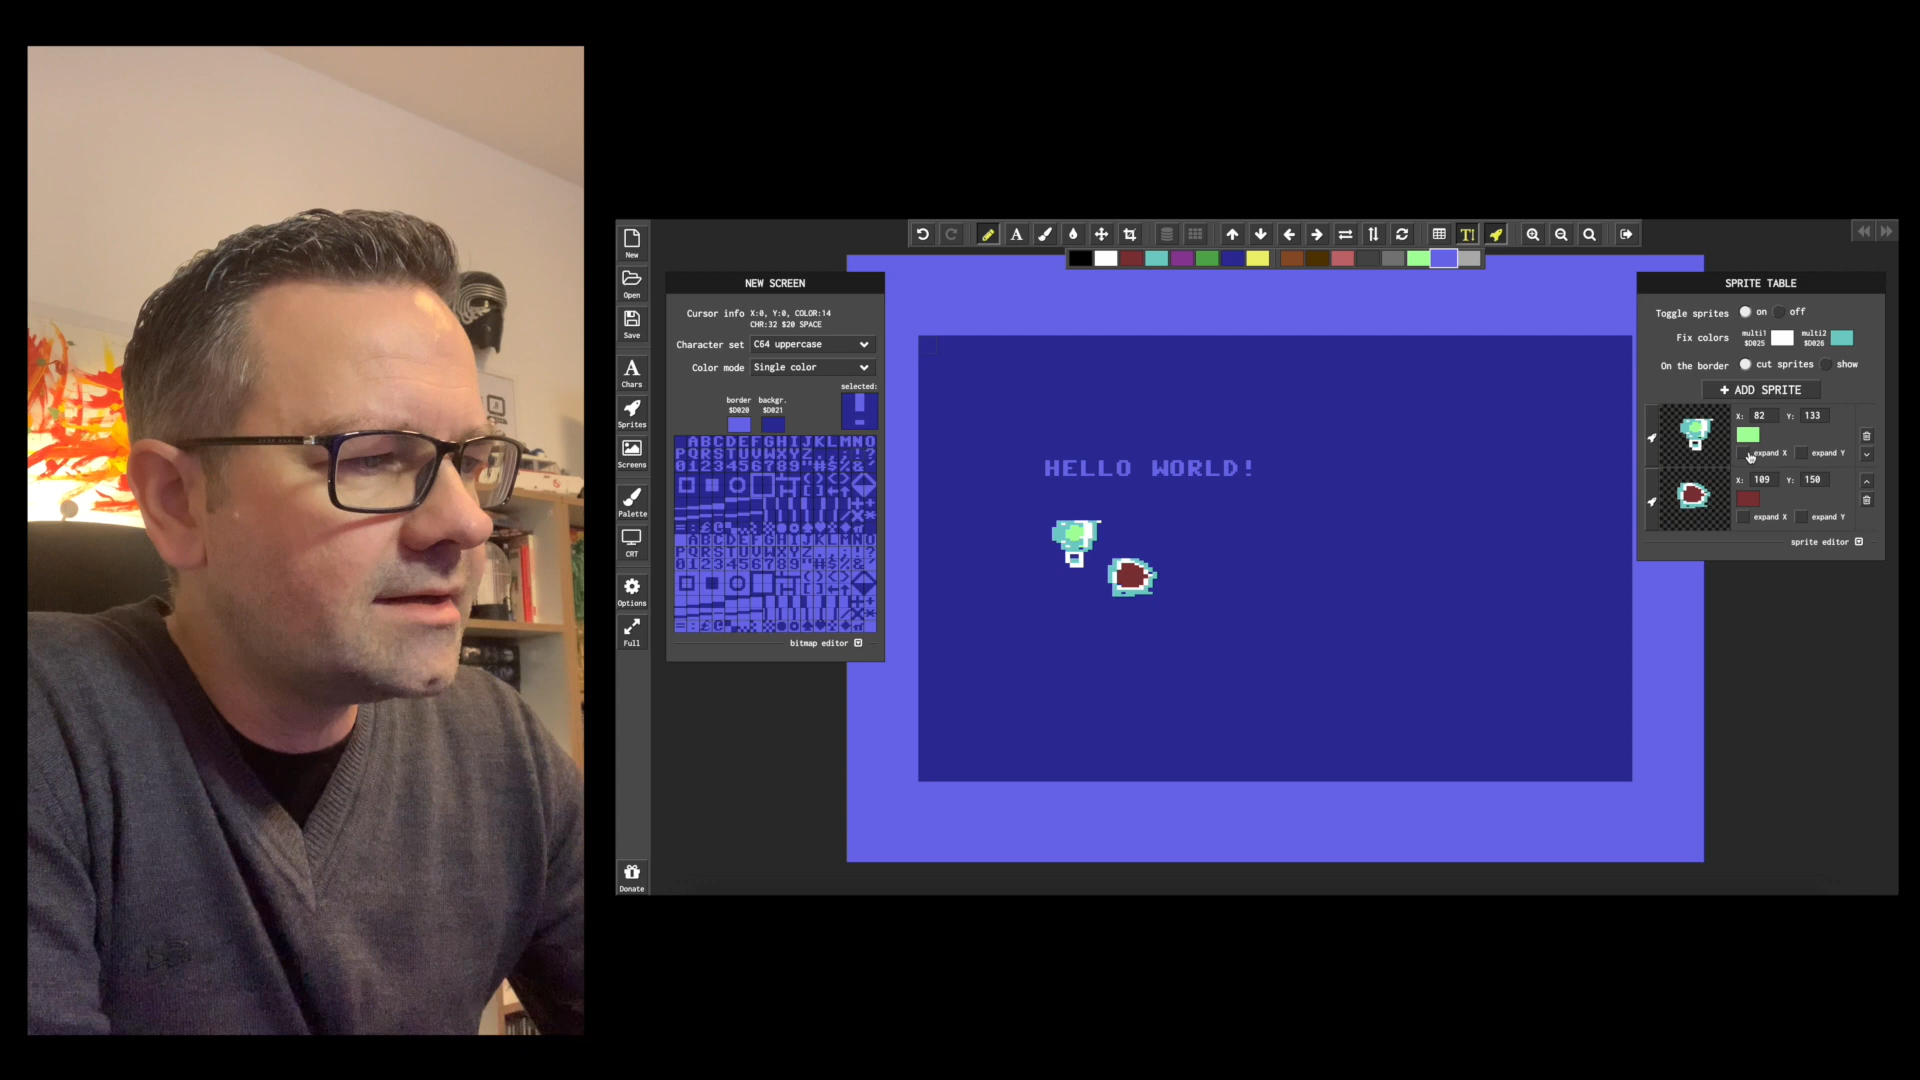 New
Open
Save
A
Chars
Sprites
Screens
Palette
CRT
Options
Full
Donate
A
T
NEW SCREEN
Cursor info X:0, Y:0, COLOR:14
CHR:32 $20 SPACE
Character set C64 uppercase
Color mode Single color
selected:
border backgr.
$D020 $D021
!
ABCDEFGHIJKLMNO
PQRSTUVWXYZ.,;:!?
0123456789"#$%&'
ABCDEFGHIJKLMNO
PQRSTUVWXYZ.,;:!?
0123456789"#$%&'
bitmap editor
HELLO WORLD!
SPRITE TABLE
Toggle sprites on off
Fix colors multi1 $D025 multi2 $D026
On the border cut sprites show
+ ADD SPRITE
X: 82 Y: 133
expand X expand Y
X: 109 Y: 150
expand X expand Y
sprite editor